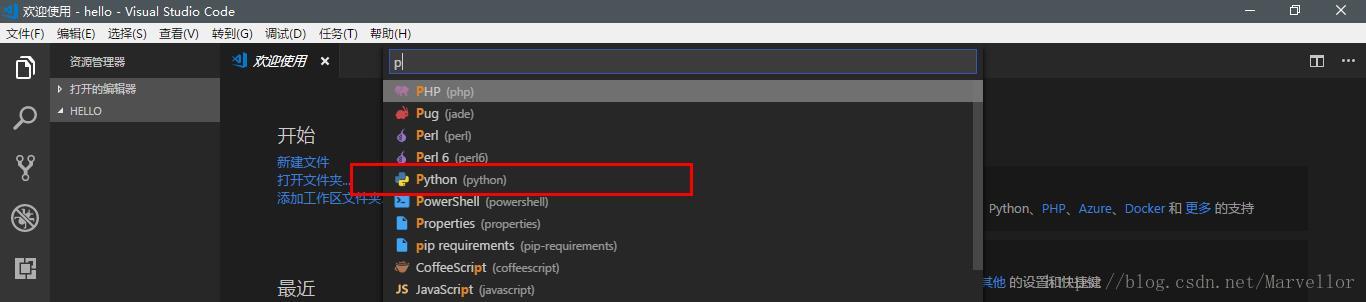 欢迎使用 - hello - Visual Studio Code
文件(F) 编辑(E) 选择(S) 查看(V) 转到(G) 调试(D) 任务(T) 帮助(H)
资源管理器
打开的编辑器
HELLO
欢迎使用
p
PHP (php)
Pug (jade)
Perl (perl)
Perl 6 (perl6)
Python (python)
PowerShell (powershell)
Properties (properties)
pip requirements (pip-requirements)
CoffeeScript (coffeescript)
JS JavaScript (javascript)
开始
新建文件
打开文件夹...
添加工作区文件夹
最近
Python、PHP、Azure、Docker 和 更多 的支持
其他 的设置和快捷键
://blog.csdn.net/Marvellor